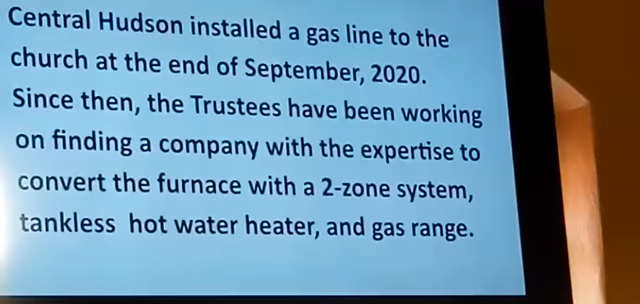 Central Hudson installed a gas line to the
church at the end of September, 2020.
Since then, the Trustees have been working
on finding a company with the expertise to
convert the furnace with a 2-zone system,
tankless hot water heater, and gas range.